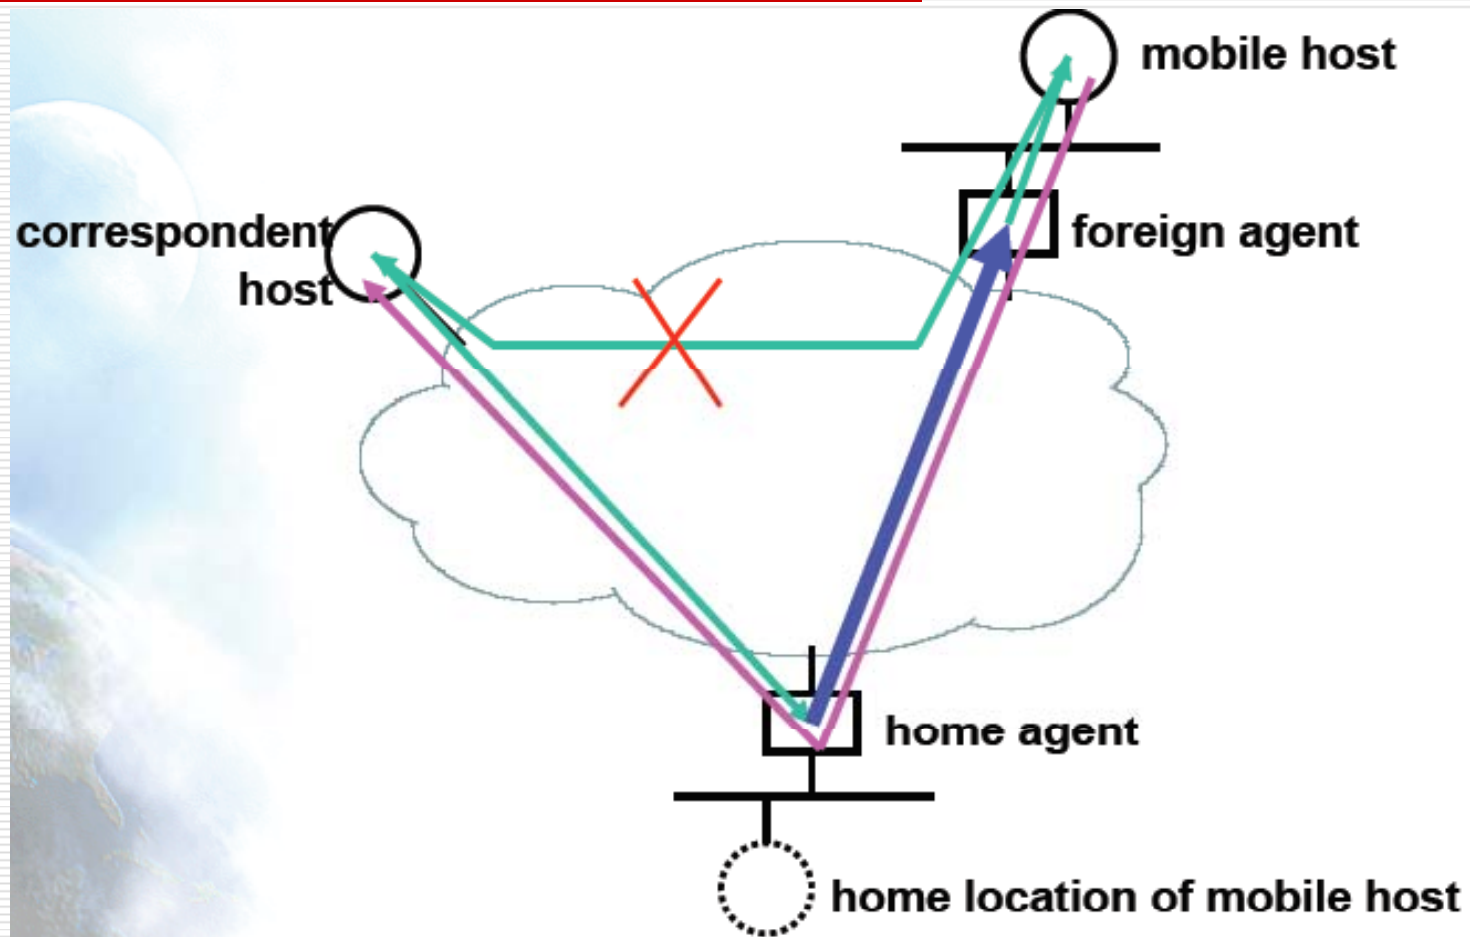 mobile host
correspondent
host
foreign agent
home agent
home location of mobile host